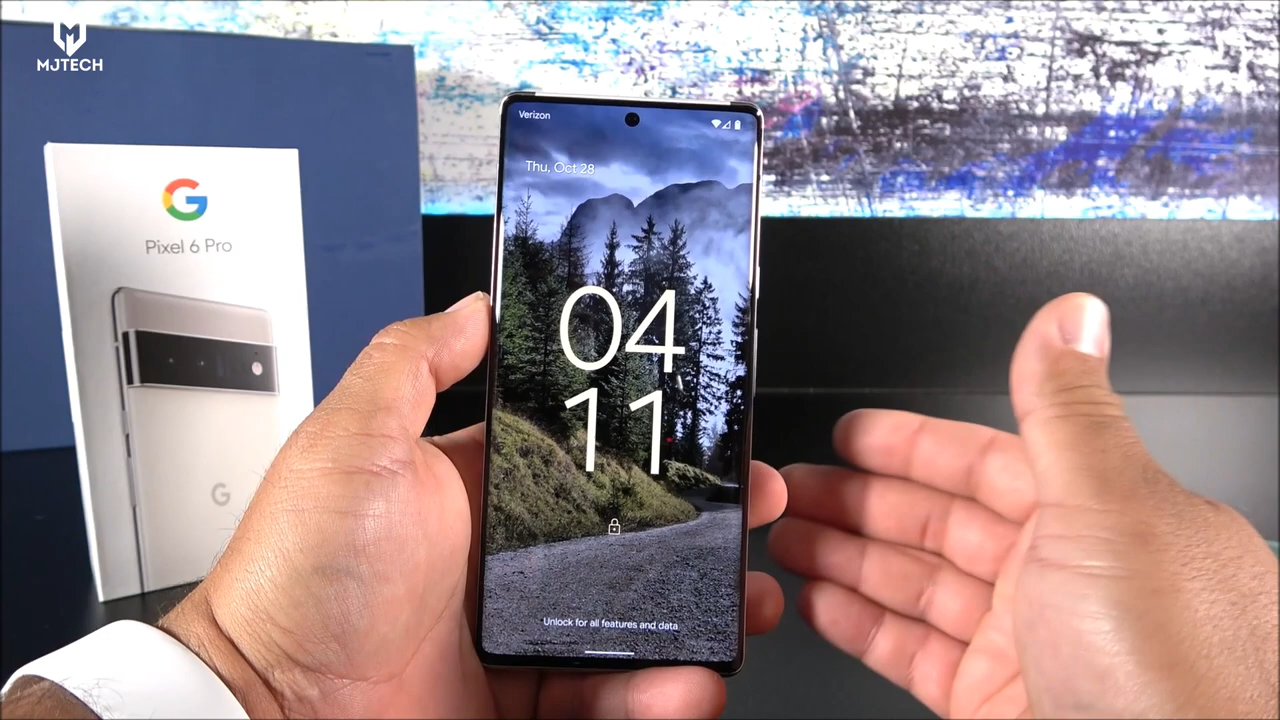 MJTECH
G
Pixel 6 Pro
G
Verizon
Thu, Oct 28
04
11
Unlock for all features and data